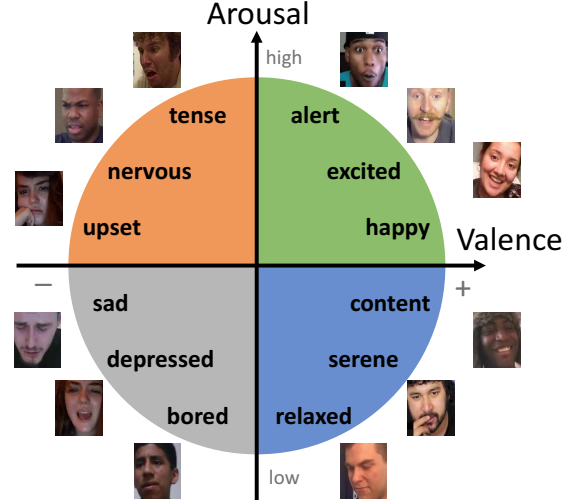 Arousal
high
tense
alert
nervous
excited
upset
happy
Valence
–
+
sad
content
depressed
serene
bored
relaxed
low